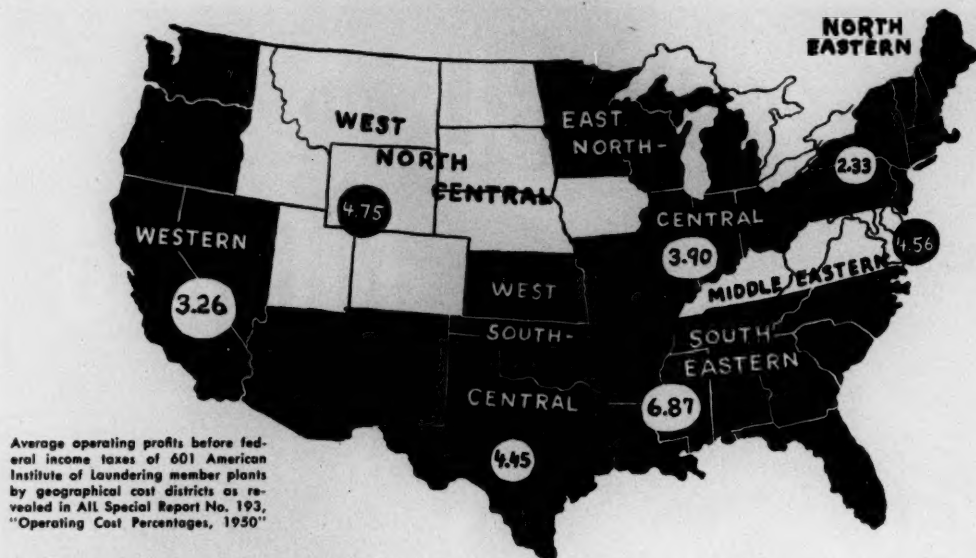 NORTH
EASTERN
WEST
NORTH
CENTRAL
4.75
EAST
NORTH-
CENTRAL
3.90
2.33
4.56
MIDDLE EASTERN
WESTERN
3.26
WEST
SOUTH-
CENTRAL
4.45
SOUTH
EASTERN
6.87
Average operating profits before fed-
eral income taxes of 601 American
Institute of Laundering member plants
by geographical cost districts as re-
vealed in AIL Special Report No. 193,
"Operating Cost Percentages, 1950"